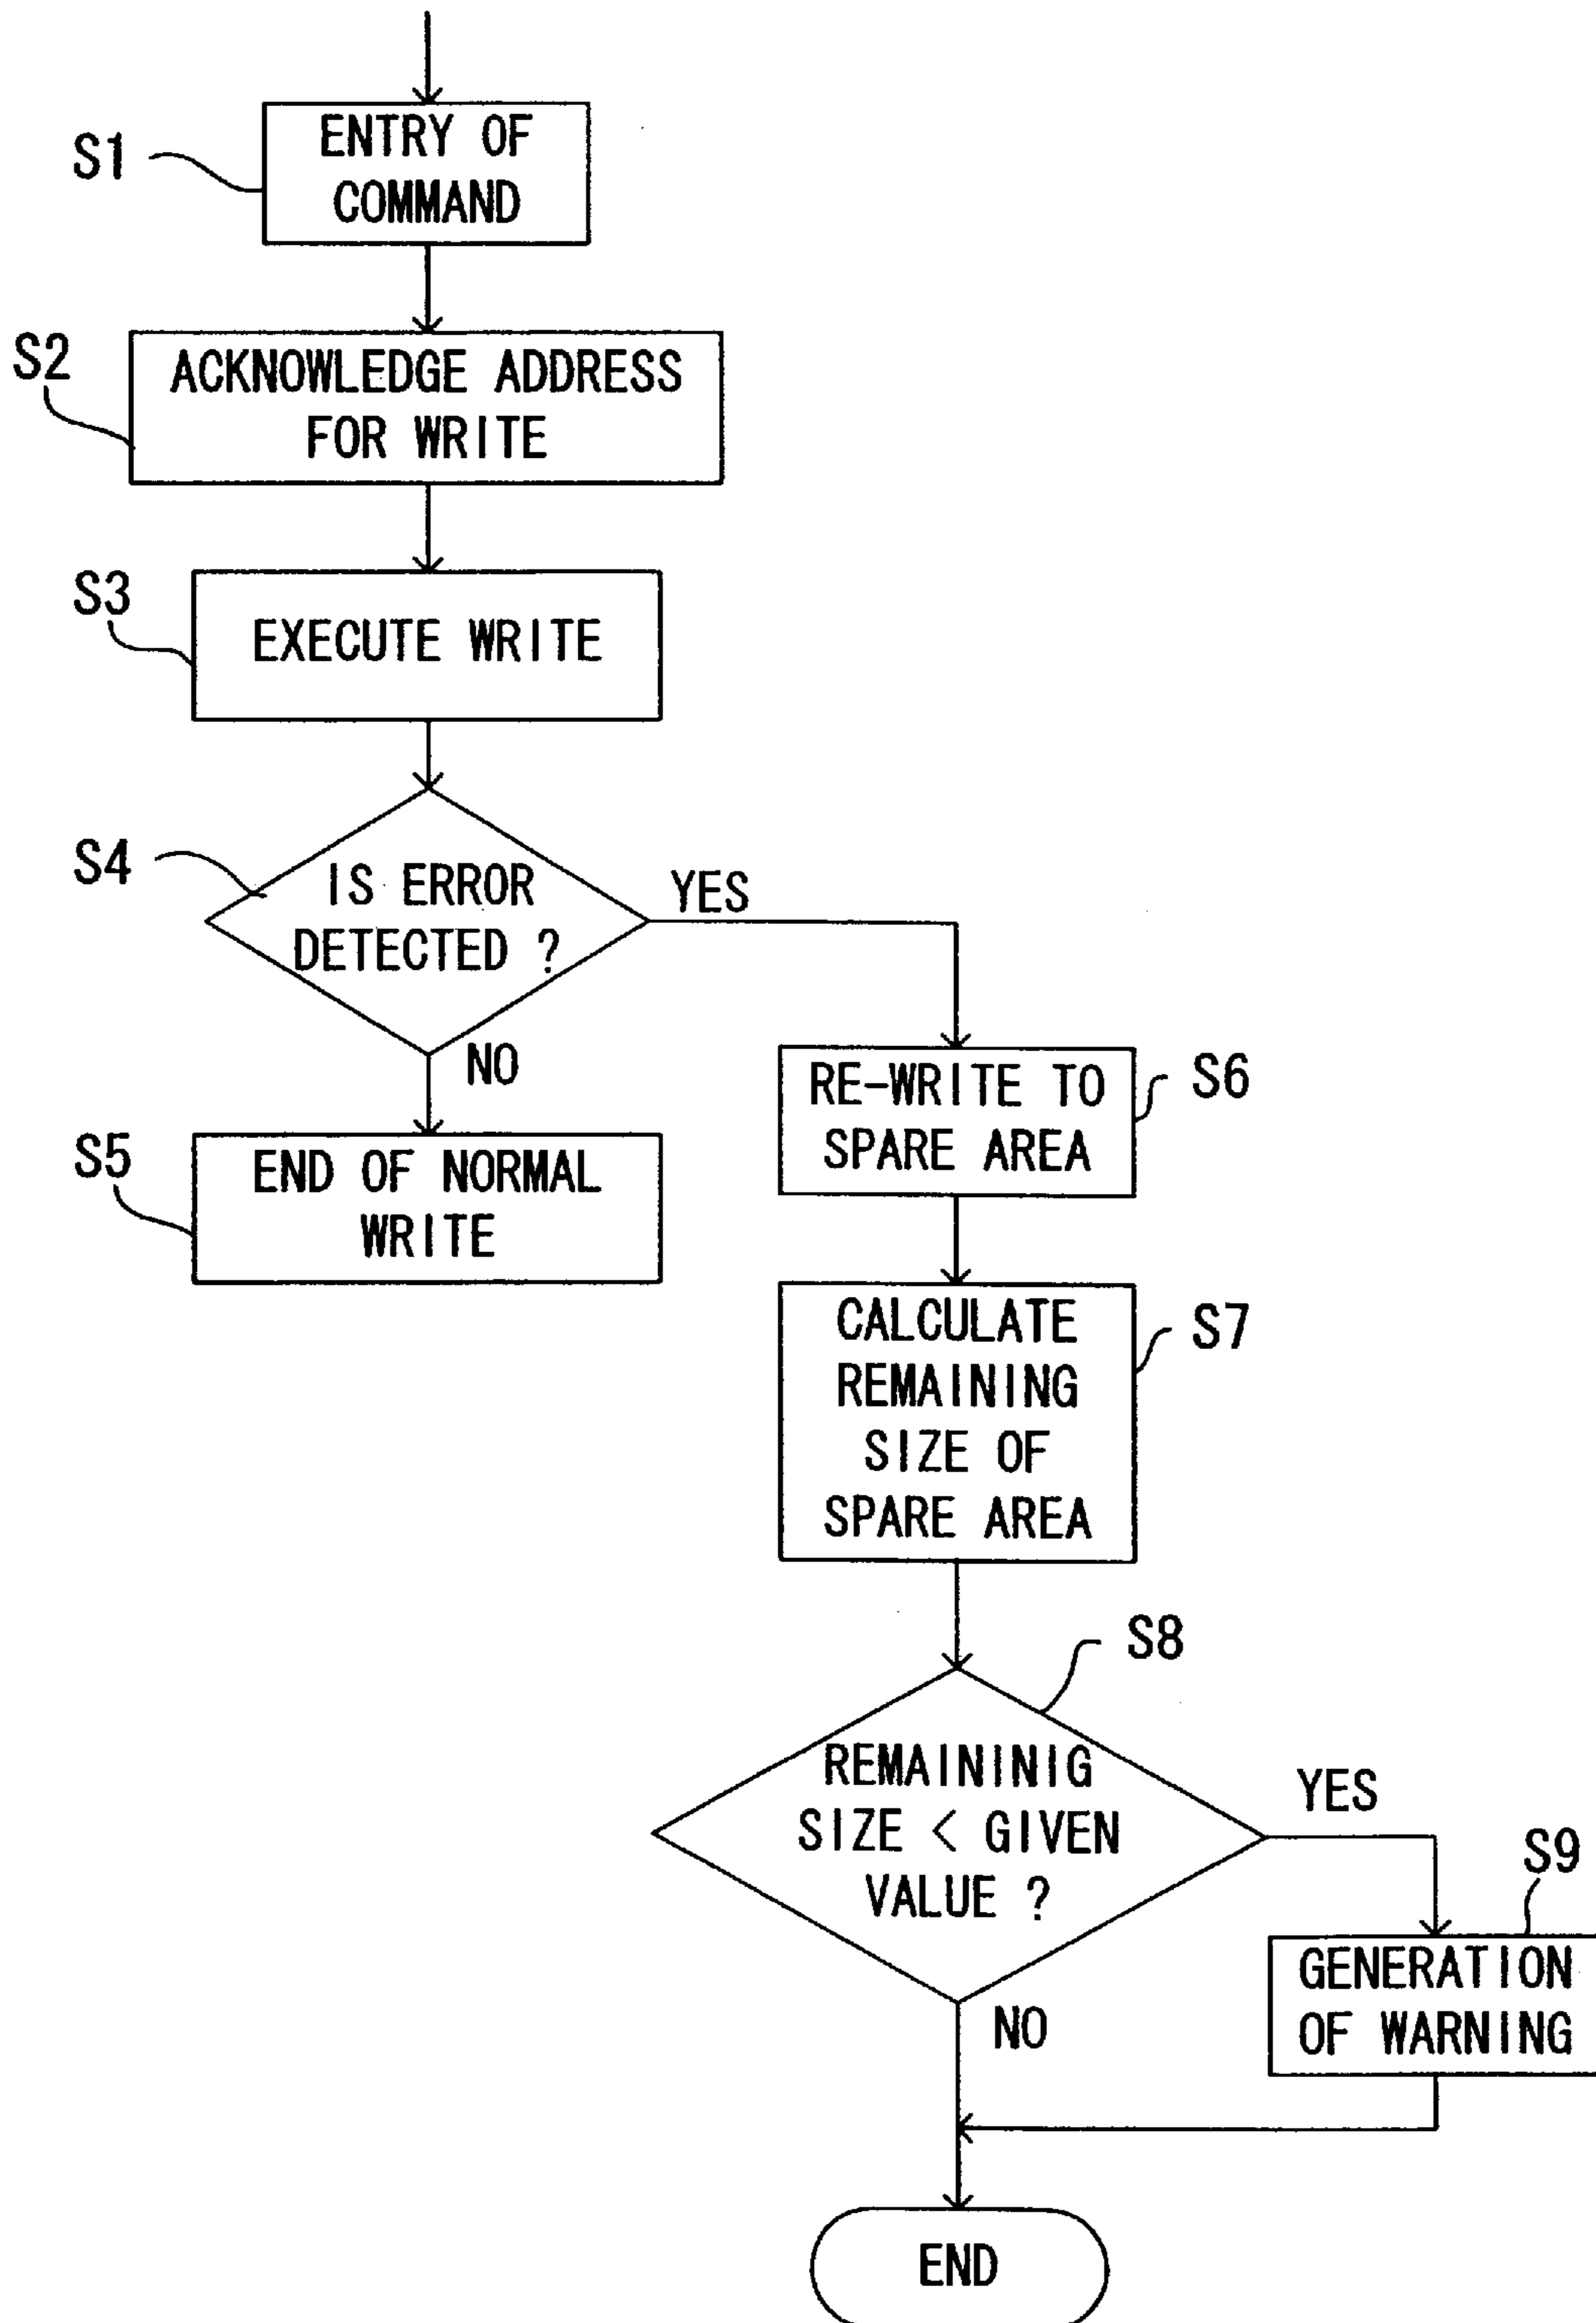 S1
ENTRY OF
COMMAND
S2
ACKNOWLEDGE ADDRESS
FOR WRITE
S3
EXECUTE WRITE
S4
IS ERROR
DETECTED ?
YES
NO
S5
END OF NORMAL
WRITE
RE-WRITE TO
SPARE AREA
S6
CALCULATE
REMAINING
SIZE OF
SPARE AREA
S7
S8
REMAININIG
SIZE < GIVEN
VALUE ?
YES
NO
S9
GENERATION
OF WARNING
END